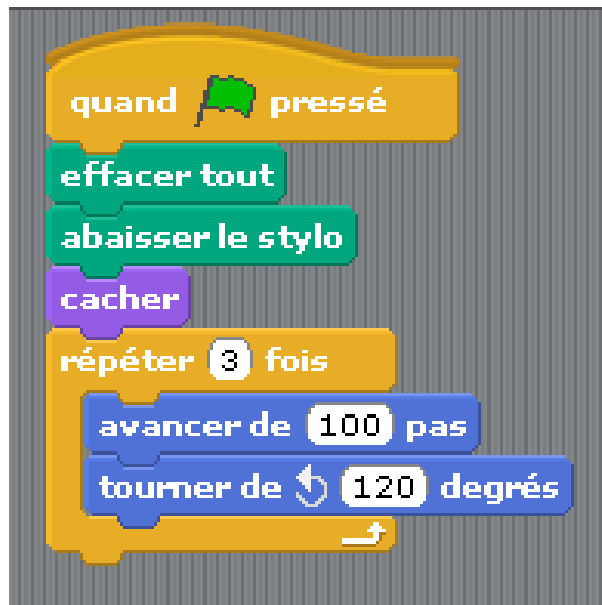 quand pressé
effacer tout
abaisser le stylo
cacher
répéter 3 fois
avancer de 100 pas
tourner de 120 degrés